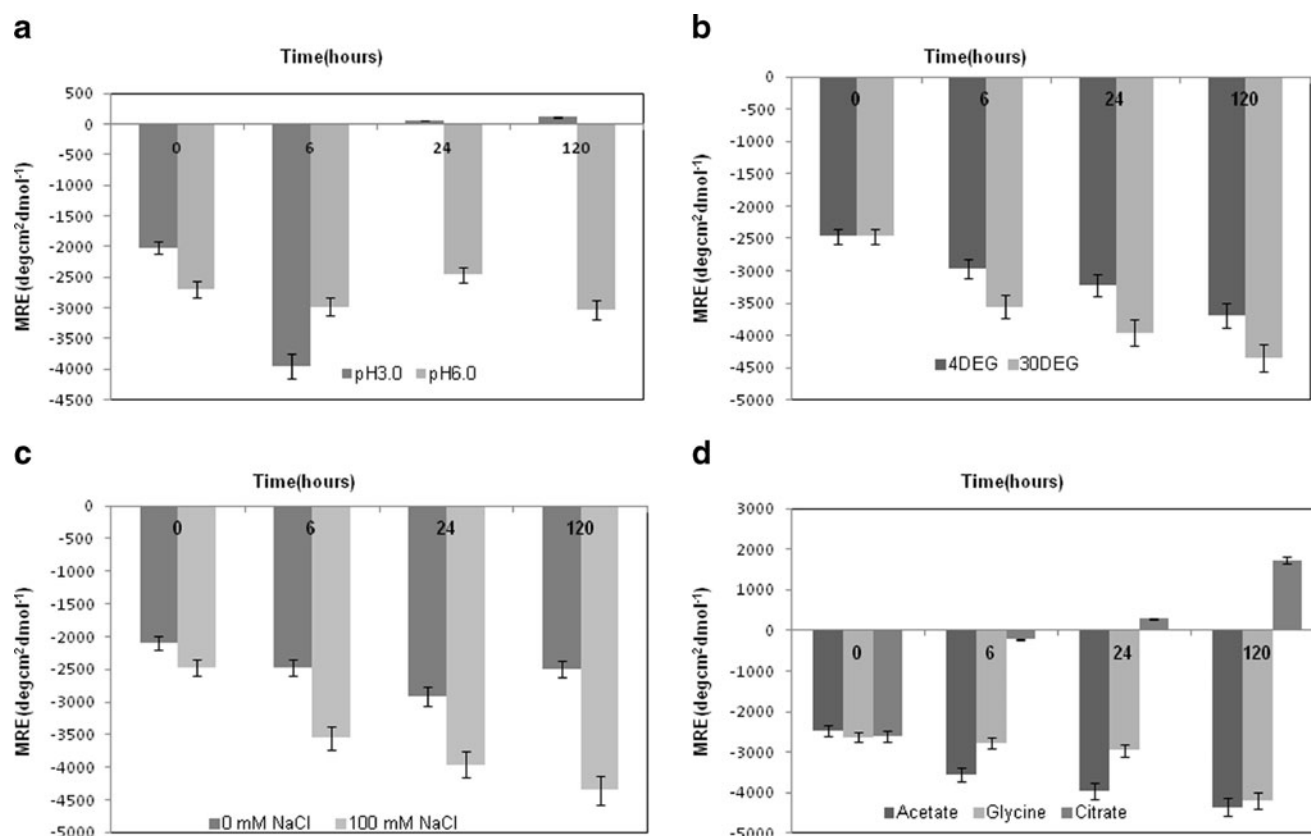 a
Time(hours)
500
0
-500
-1000
-1500
-2000
-2500
-3000
-3500
-4000
-4500
MRE (degcm²dmol⁻¹)
0 6 24 120
pH3.0 pH6.0
b
Time(hours)
0
-500
-1000
-1500
-2000
-2500
-3000
-3500
-4000
-4500
-5000
MRE (degcm²dmol⁻¹)
0 6 24 120
4DEG 30DEG
c
Time(hours)
0
-500
-1000
-1500
-2000
-2500
-3000
-3500
-4000
-4500
-5000
MRE (degcm²dmol⁻¹)
0 6 24 120
0 mM NaCl 100 mM NaCl
d
Time(hours)
3000
2000
1000
0
-1000
-2000
-3000
-4000
-5000
MRE (degcm²dmol⁻¹)
0 6 24 120
Acetate Glycine Citrate